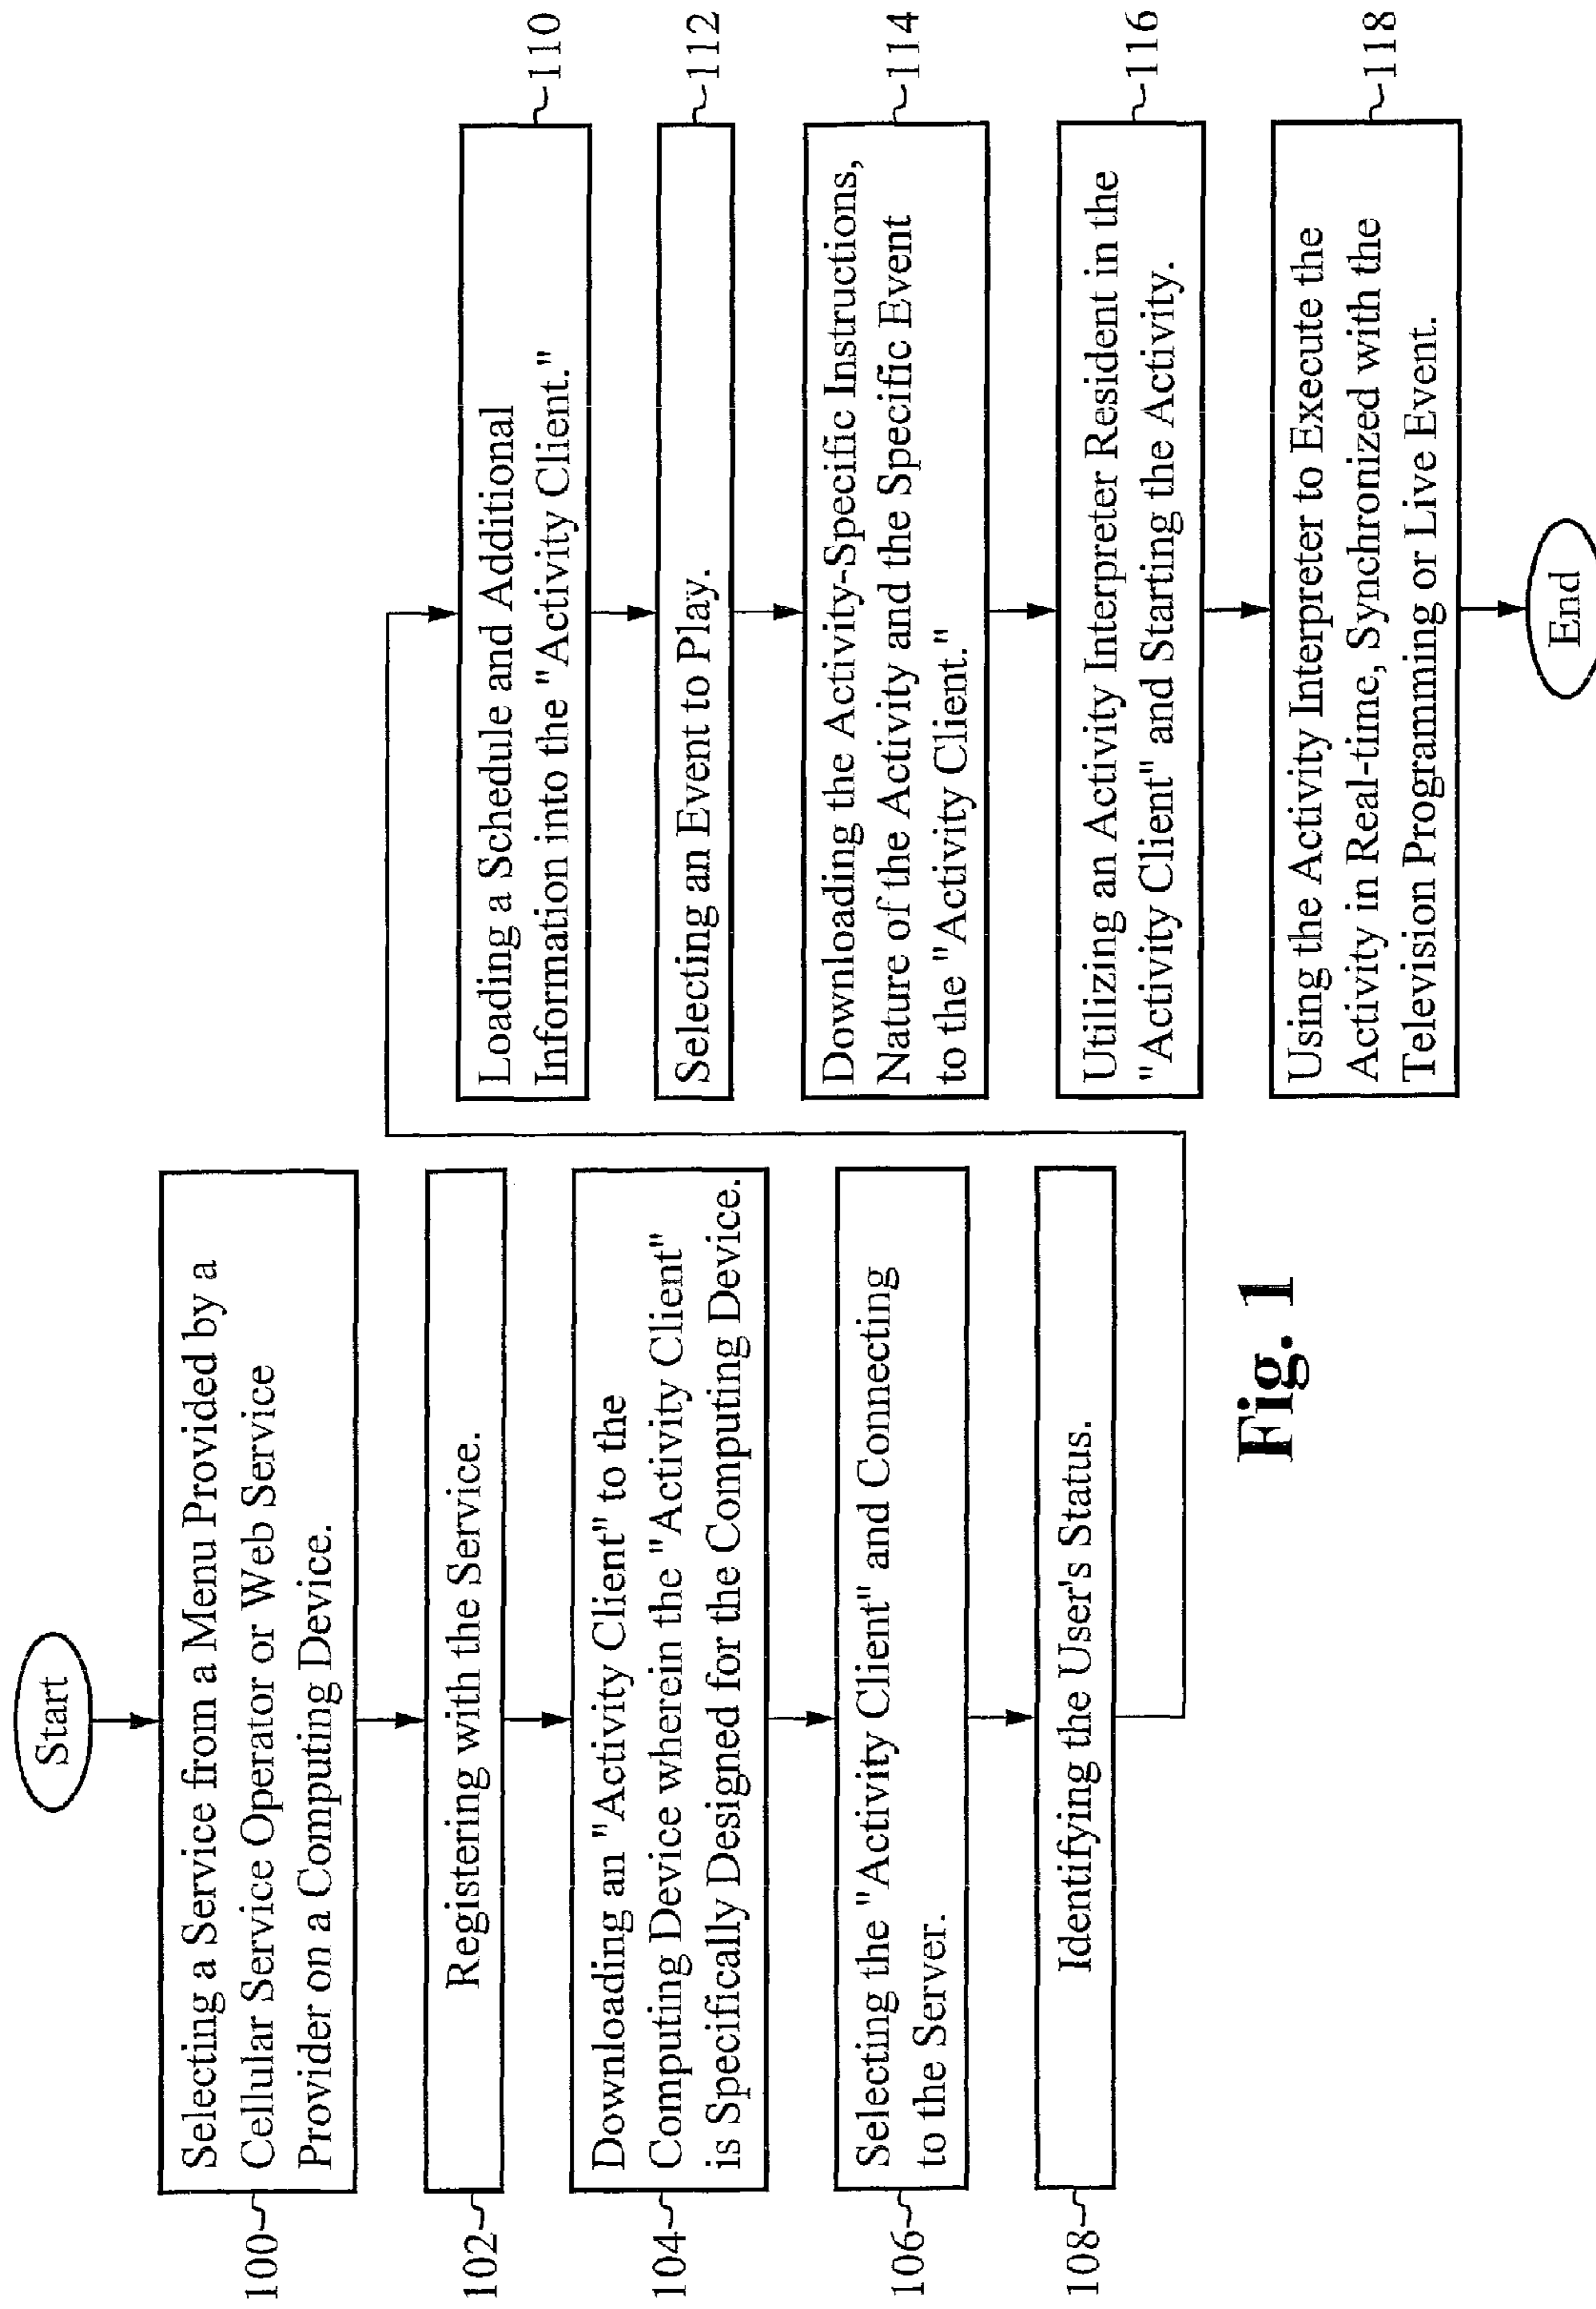 Start
Selecting a Service from a Menu Provided by a
Cellular Service Operator or Web Service
Provider on a Computing Device.
100
Registering with the Service.
102
Downloading an "Activity Client" to the
Computing Device wherein the "Activity Client"
is Specifically Designed for the Computing Device.
104
Selecting the "Activity Client" and Connecting
to the Server.
106
Identifying the User's Status.
108
Loading a Schedule and Additional
Information into the "Activity Client."
110
Selecting an Event to Play.
112
Downloading the Activity-Specific Instructions,
Nature of the Activity and the Specific Event
to the "Activity Client."
114
Utilizing an Activity Interpreter Resident in the
"Activity Client" and Starting the Activity.
116
Using the Activity Interpreter to Execute the
Activity in Real-time, Synchronized with the
Television Programming or Live Event.
118
End
Fig. 1